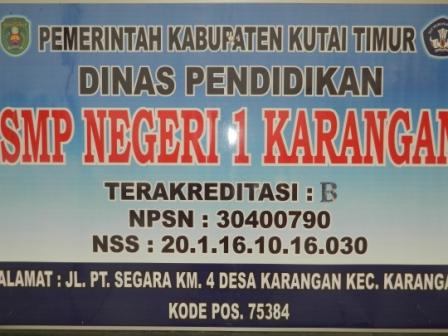 PEMERINTAH KABUPATEN KUTAI TIMUR
DINAS PENDIDIKAN
SMP NEGERI 1 KARANGAN
TERAKREDITASI : B
NPSN : 30400790
NSS : 20.1.16.10.16.030
ALAMAT : JL. PT. SEGARA KM. 4 DESA KARANGAN KEC. KARANGA
KODE POS. 75384